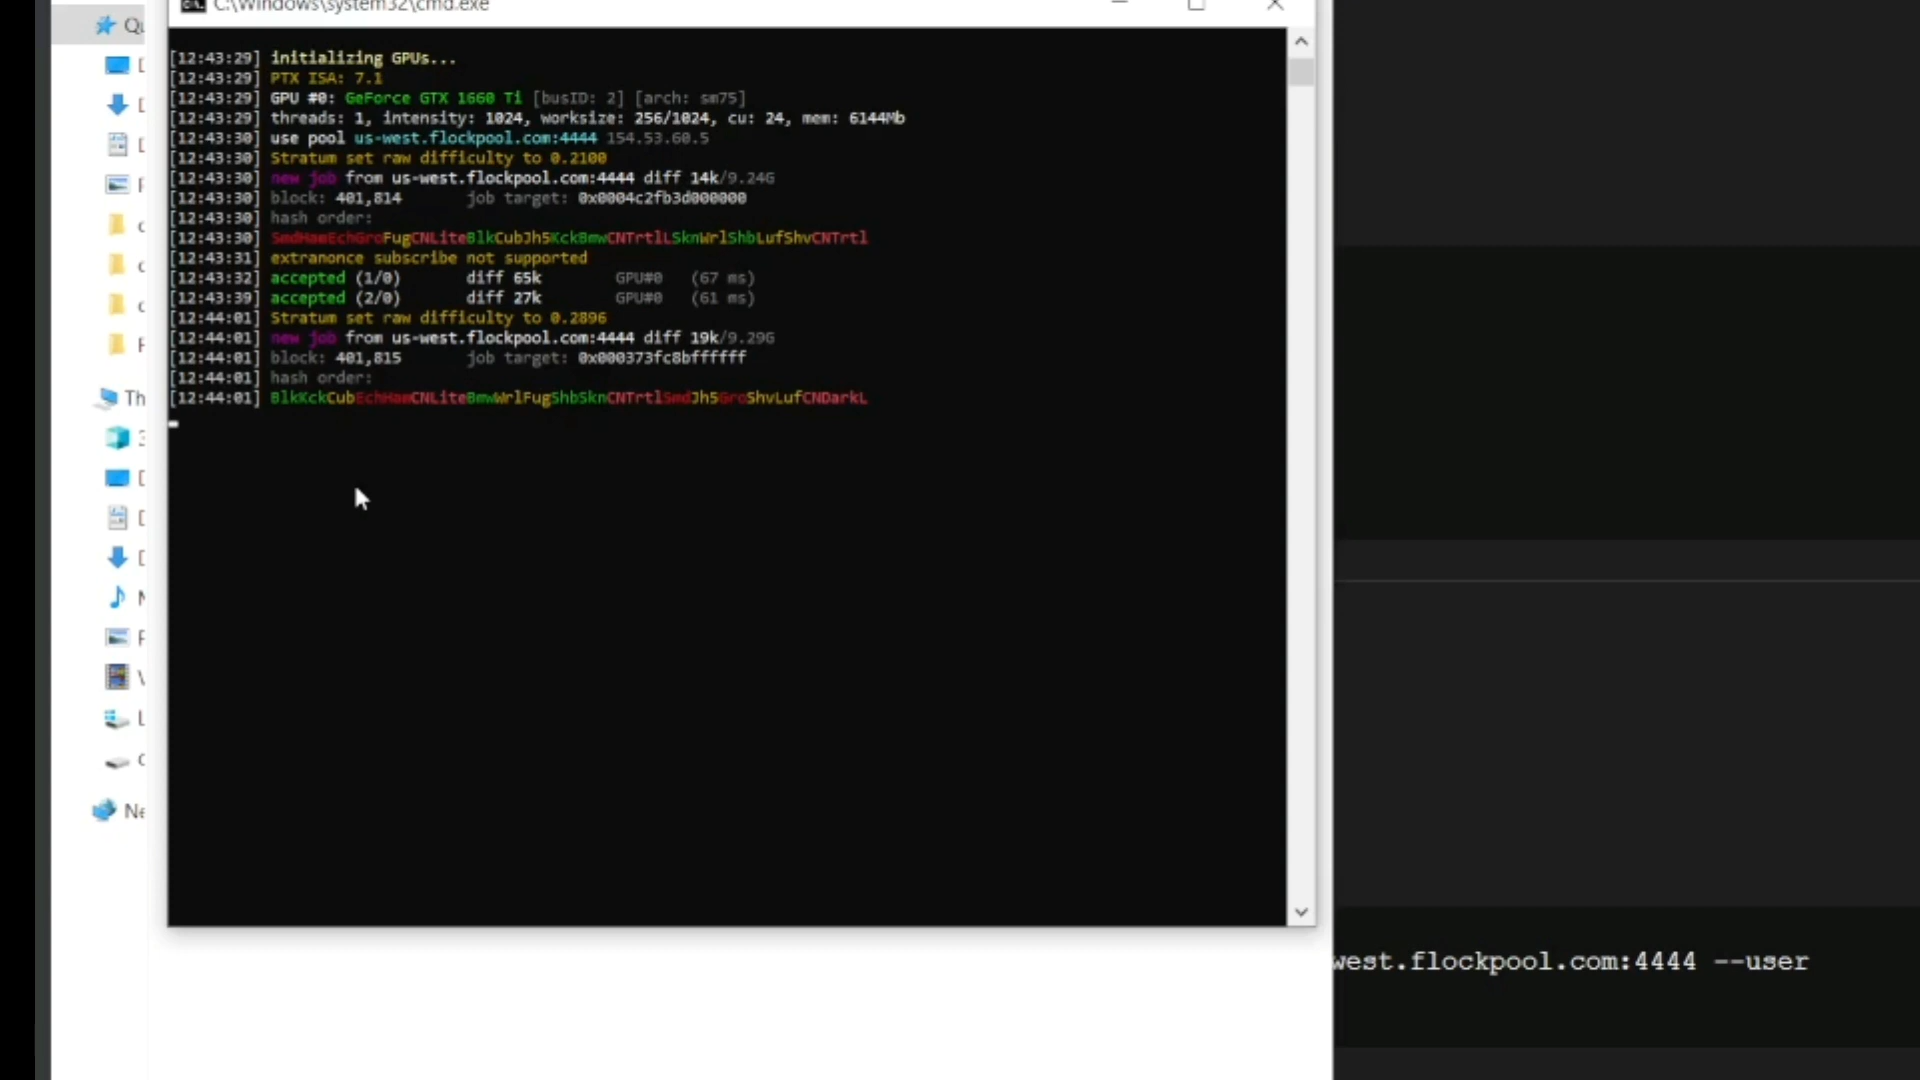 C:\Windows\system32\cmd.exe
[12:43:29] initializing GPUs...
[12:43:29] PTX ISA: 7.1
[12:43:29] GPU #0: GeForce GTX 1660 Ti [busID: 2] [arch: sm75]
[12:43:29] threads: 1, intensity: 1024, worksize: 256/1024, cu: 24, mem: 6144Mb
[12:43:30] use pool us-west.flockpool.com:4444 154.53.60.5
[12:43:30] Stratum set raw difficulty to 0.2100
[12:43:30] new job from us-west.flockpool.com:4444 diff 14k/9.24G
[12:43:30] block: 401,814 job target: 0x0004c2fb3d000000
[12:43:30] hash order:
[12:43:30] SmdHamEchGroFugCNLiteBlkCubJh5KckBmwCNTrtlLSknWrlShbLufShvCNTrtl
[12:43:31] extranonce subscribe not supported
[12:43:32] accepted (1/0) diff 65k GPU#0 (67 ms)
[12:43:39] accepted (2/0) diff 27k GPU#0 (61 ms)
[12:44:01] Stratum set raw difficulty to 0.2896
[12:44:01] new job from us-west.flockpool.com:4444 diff 19k/9.29G
[12:44:01] block: 401,815 job target: 0x000373fc8bffffff
[12:44:01] hash order:
[12:44:01] BlkKckCubEchHamCNLiteBmwWrlFugShbSknCNTrtlSmdJh5GroShvLufCNDarkL
Qu
Th
Ne
west.flockpool.com:4444 --user